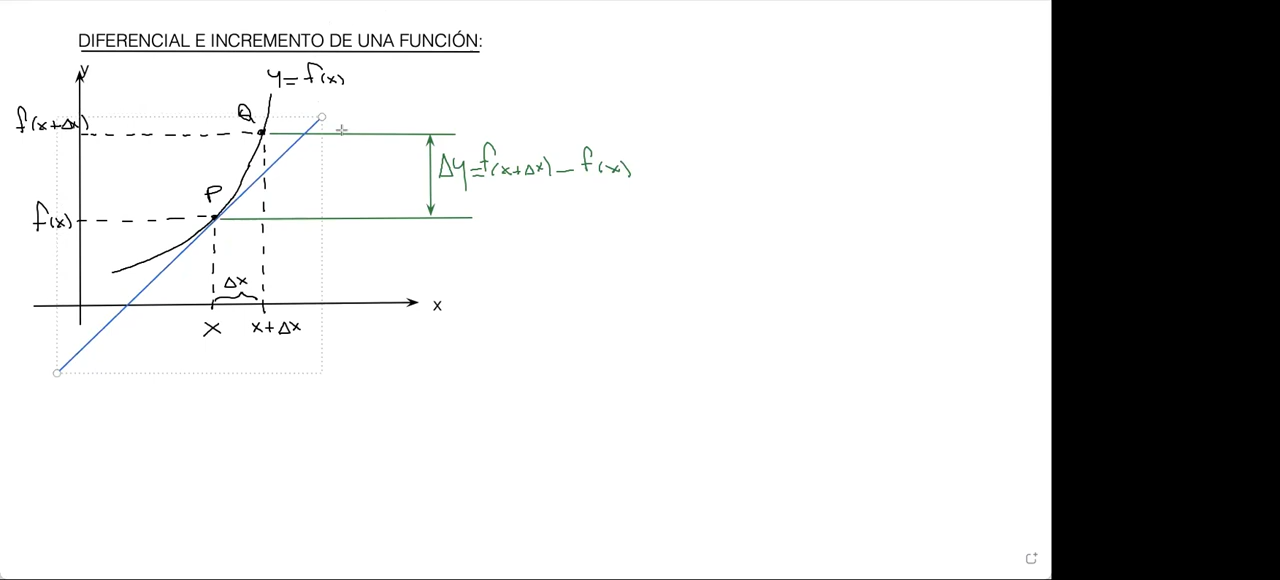 DIFERENCIAL E INCREMENTO DE UNA FUNCIÓN:
y
y=f(x)
f(x+Δx)
Q
Δy=f(x+Δx)-f(x)
P
f(x)
Δx
x
x
x+Δx